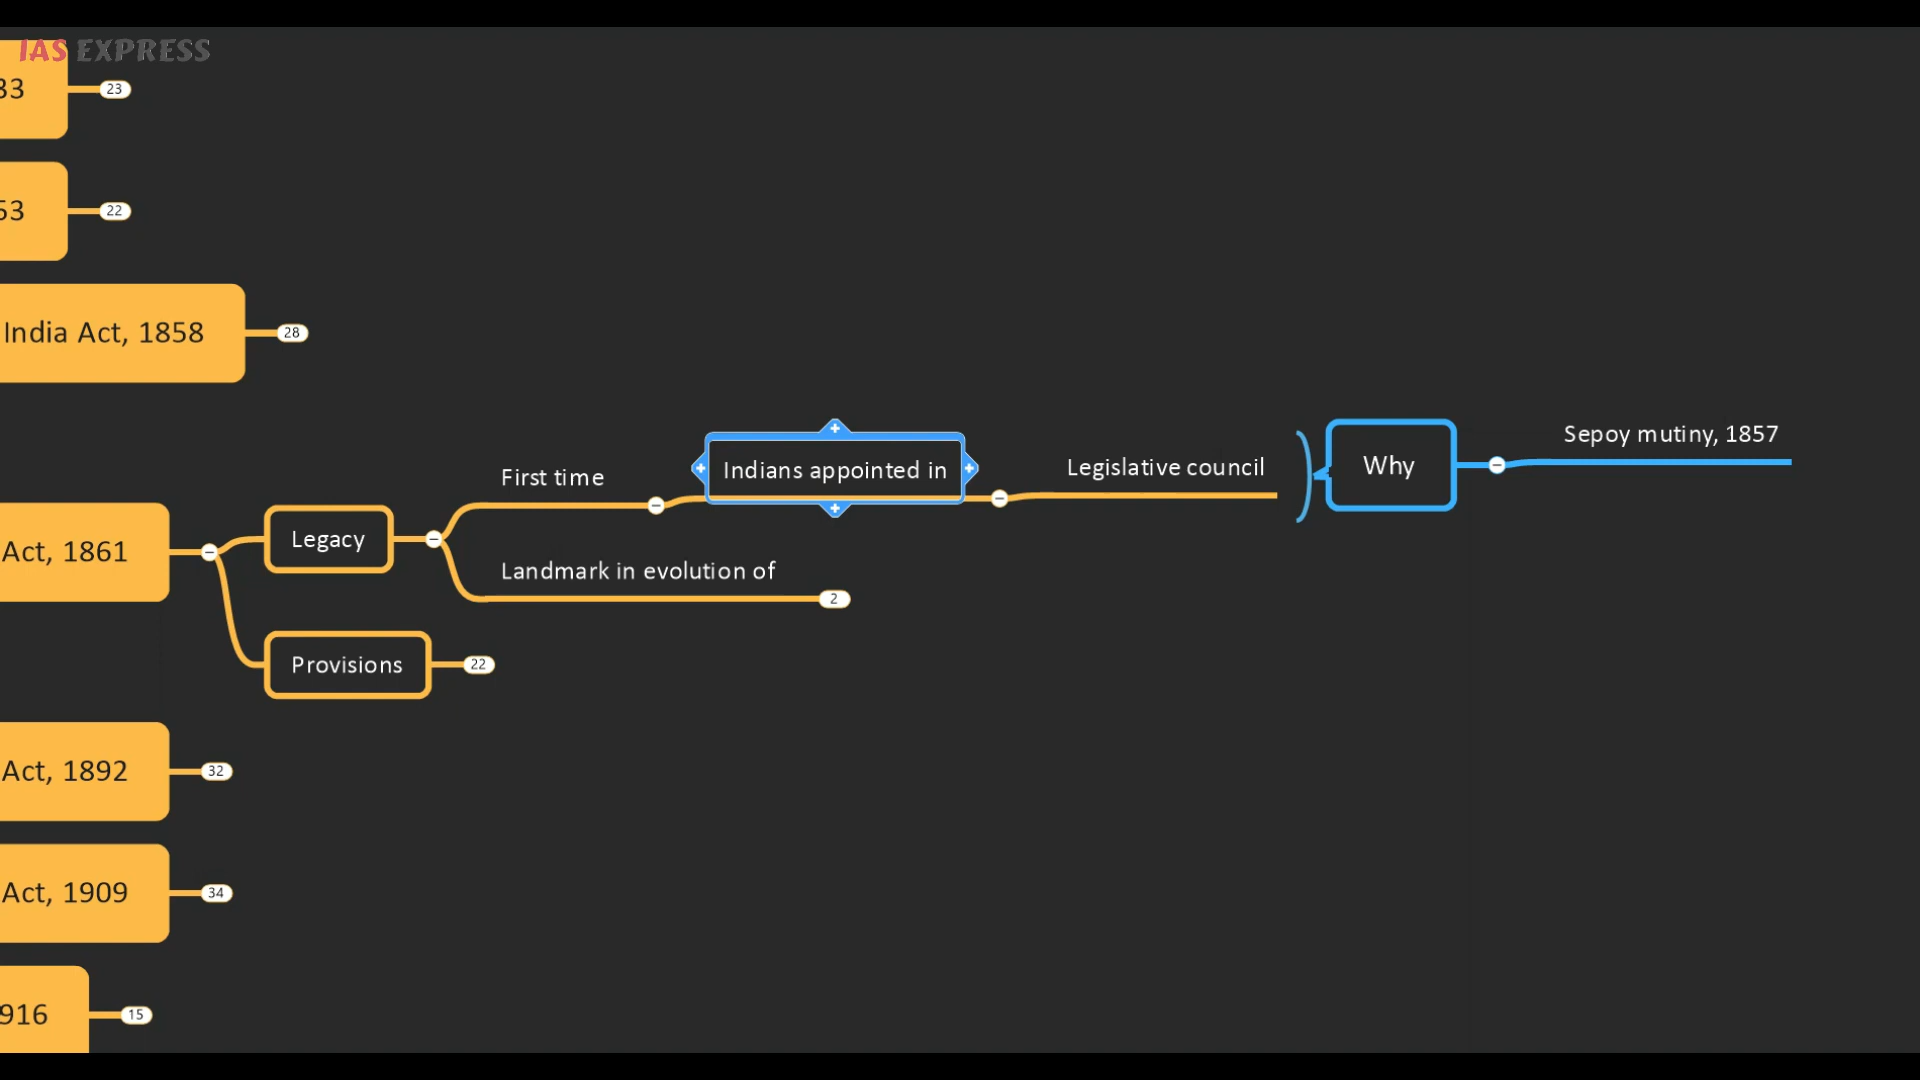 IAS EXPRESS
33
23
53
22
India Act, 1858
28
Act, 1861
Legacy
First time
Indians appointed in
Legislative council
Why
Sepoy mutiny, 1857
Landmark in evolution of
2
Provisions
22
Act, 1892
32
Act, 1909
34
916
15